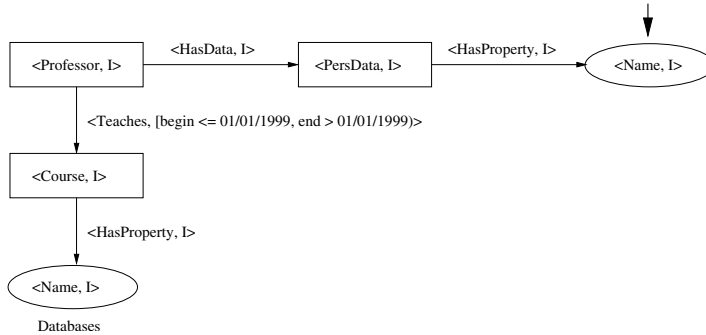 <HasData, I>
<HasProperty, I>
<Professor, I>
<PersData, I>
<Name, I>
<Teaches, [begin <= 01/01/1999, end > 01/01/1999)>
<Course, I>
<HasProperty, I>
<Name, I>
Databases